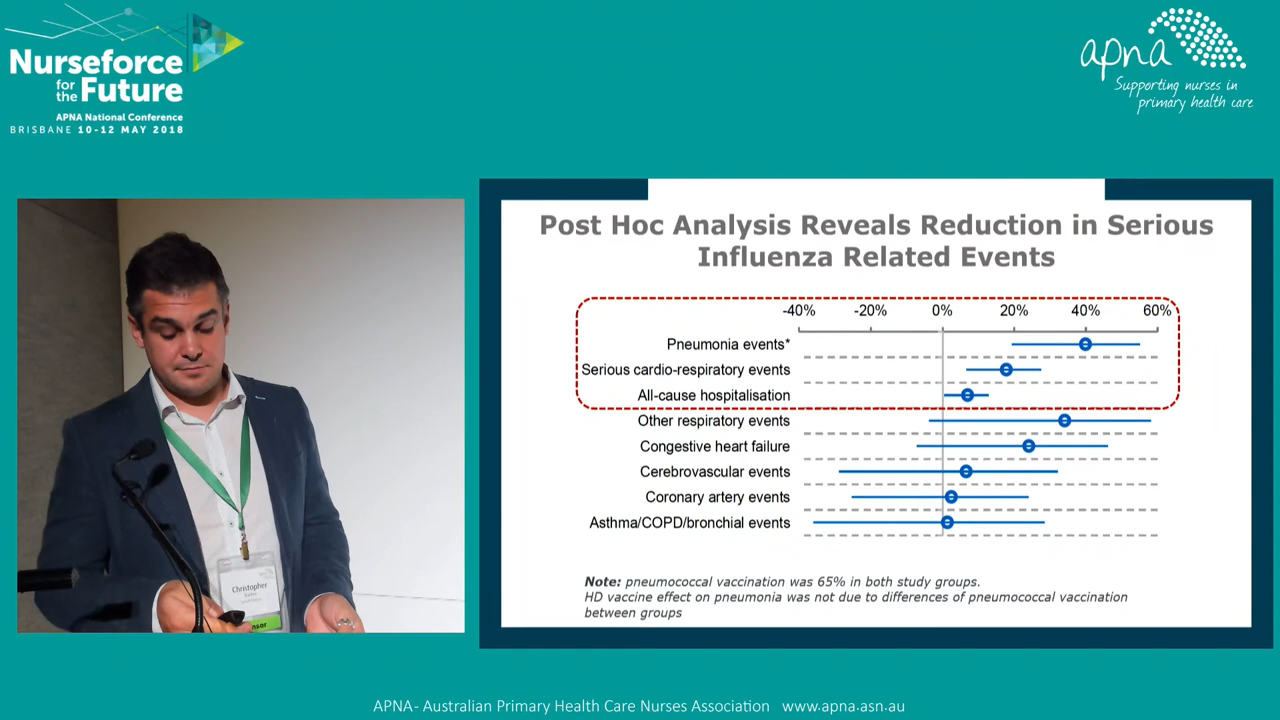 Nurseforce
for
the Future
APNA National Conference
BRISBANE 10-12 MAY 2018
apna
Supporting nurses in
primary health care
Post Hoc Analysis Reveals Reduction in Serious
Influenza Related Events
-40% -20% 0% 20% 40% 60%
Pneumonia events*
Serious cardio-respiratory events
All-cause hospitalisation
Other respiratory events
Congestive heart failure
Cerebrovascular events
Coronary artery events
Asthma/COPD/bronchial events
Note: pneumococcal vaccination was 65% in both study groups.
HD vaccine effect on pneumonia was not due to differences of pneumococcal vaccination
between groups
Christopher
APNA- Australian Primary Health Care Nurses Association www.apna.asn.au